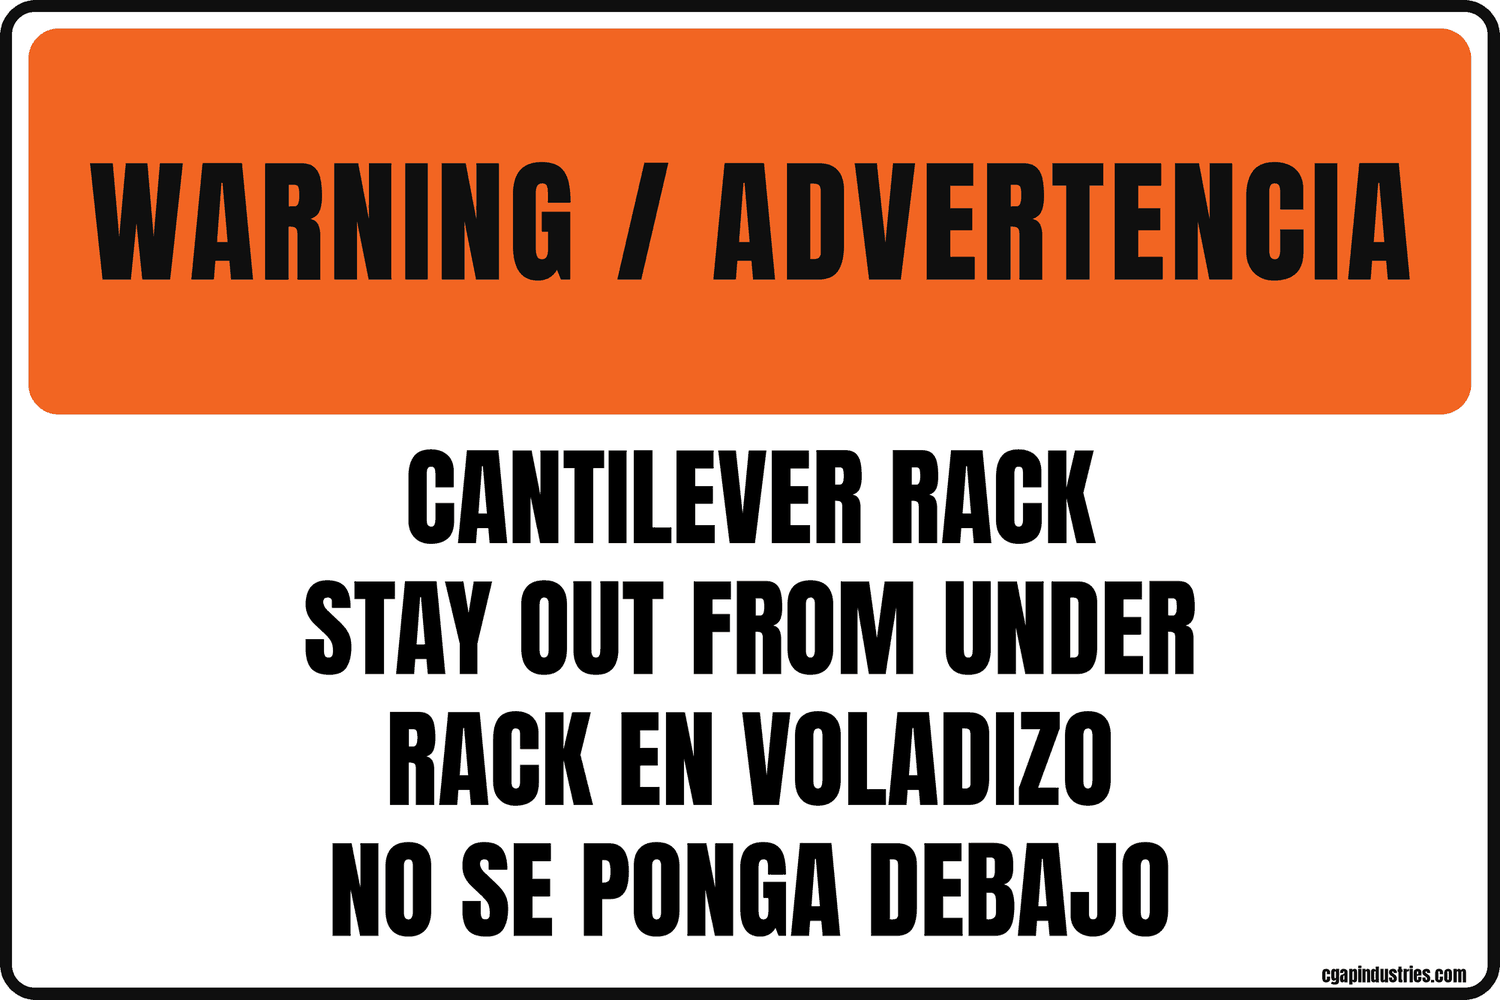 WARNING / ADVERTENCIA
CANTILEVER RACK
STAY OUT FROM UNDER
RACK EN VOLADIZO
NO SE PONGA DEBAJO
cgapindustries.com